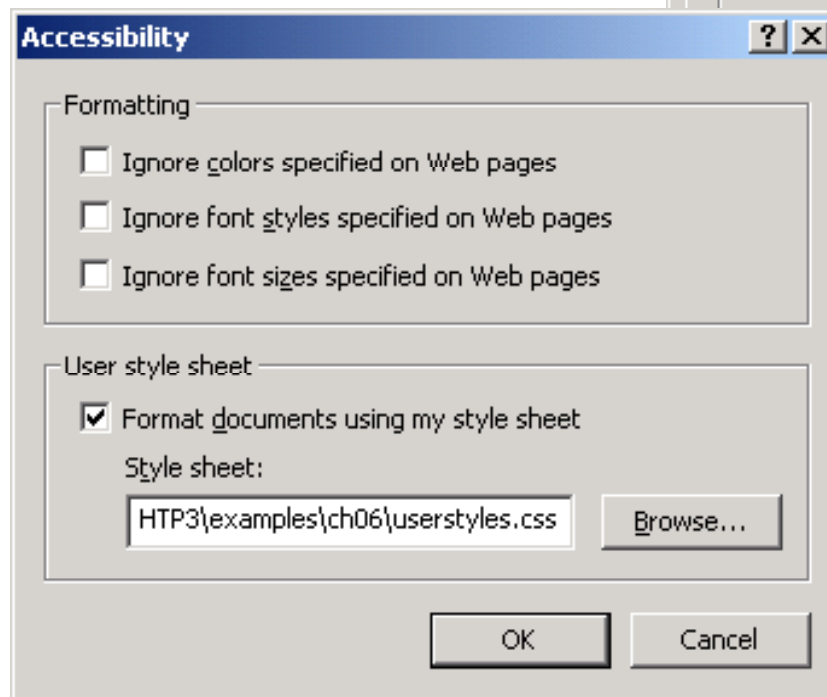 Accessibility
Formatting
Ignore colors specified on Web pages
Ignore font styles specified on Web pages
Ignore font sizes specified on Web pages
User style sheet
Format documents using my style sheet
Style sheet:
HTP3\examples\ch06\userstyles.css
Browse...
OK
Cancel